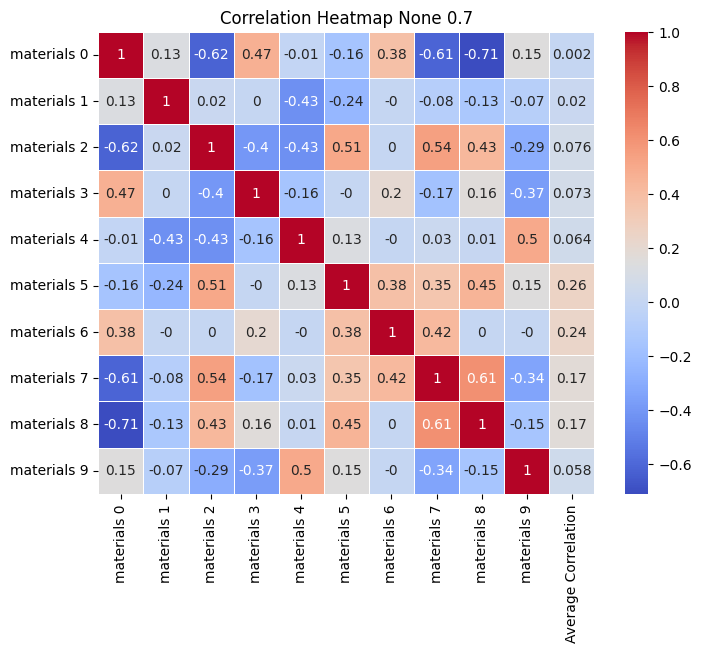 Correlation Heatmap None 0.7
materials 0 1 0.13 -0.62 0.47 -0.01 -0.16 0.38 -0.61 -0.71 0.15 0.002
materials 1 0.13 1 0.02 0 -0.43 -0.24 -0 -0.08 -0.13 -0.07 0.02
materials 2 -0.62 0.02 1 -0.4 -0.43 0.51 0 0.54 0.43 -0.29 0.076
materials 3 0.47 0 -0.4 1 -0.16 -0 0.2 -0.17 0.16 -0.37 0.073
materials 4 -0.01 -0.43 -0.43 -0.16 1 0.13 -0 0.03 0.01 0.5 0.064
materials 5 -0.16 -0.24 0.51 -0 0.13 1 0.38 0.35 0.45 0.15 0.26
materials 6 0.38 -0 0 0.2 -0 0.38 1 0.42 0 -0 0.24
materials 7 -0.61 -0.08 0.54 -0.17 0.03 0.35 0.42 1 0.61 -0.34 0.17
materials 8 -0.71 -0.13 0.43 0.16 0.01 0.45 0 0.61 1 -0.15 0.17
materials 9 0.15 -0.07 -0.29 -0.37 0.5 0.15 -0 -0.34 -0.15 1 0.058
materials 0
materials 1
materials 2
materials 3
materials 4
materials 5
materials 6
materials 7
materials 8
materials 9
Average Correlation
1.0
0.8
0.6
0.4
0.2
0.0
−0.2
−0.4
−0.6